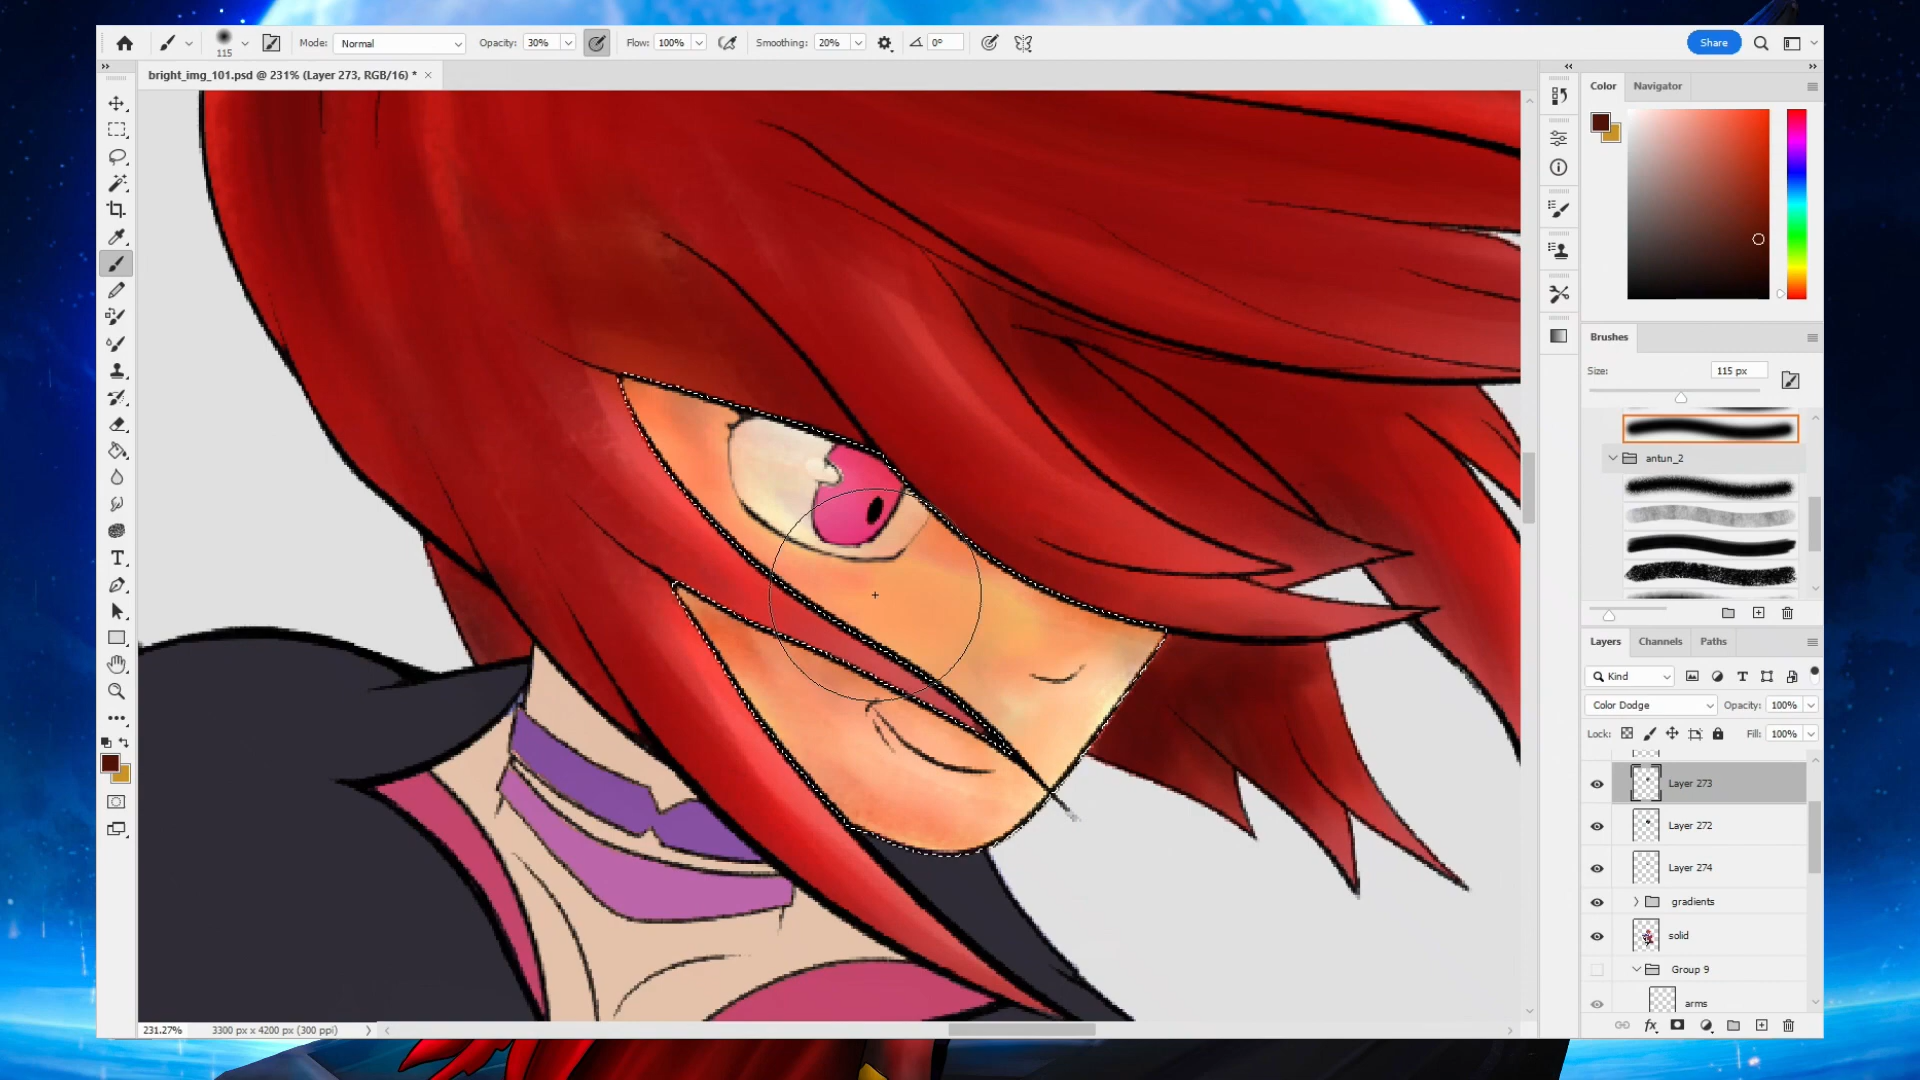 115
Mode: Normal
Opacity: 30%
Flow: 100%
Smoothing: 20%
0°
Share
bright_img_101.psd @ 231% (Layer 273, RGB/16) *
Color
Navigator
Brushes
Size:
115 px
antun_2
Layers
Channels
Paths
Kind
Color Dodge
Opacity: 100%
Lock:
Fill: 100%
Layer 273
Layer 272
Layer 274
gradients
solid
Group 9
arms
fx
231.27%
3300 px x 4200 px (300 ppi)